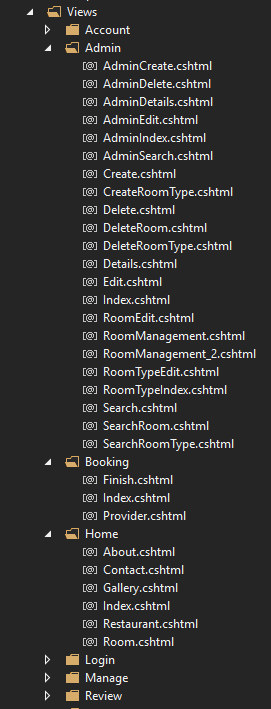 Views
Account
Admin
AdminCreate.cshtml
AdminDelete.cshtml
AdminDetails.cshtml
AdminEdit.cshtml
AdminIndex.cshtml
AdminSearch.cshtml
Create.cshtml
CreateRoomType.cshtml
Delete.cshtml
DeleteRoom.cshtml
DeleteRoomType.cshtml
Details.cshtml
Edit.cshtml
Index.cshtml
RoomEdit.cshtml
RoomManagement.cshtml
RoomManagement_2.cshtml
RoomTypeEdit.cshtml
RoomTypeIndex.cshtml
Search.cshtml
SearchRoom.cshtml
SearchRoomType.cshtml
Booking
Finish.cshtml
Index.cshtml
Provider.cshtml
Home
About.cshtml
Contact.cshtml
Gallery.cshtml
Index.cshtml
Restaurant.cshtml
Room.cshtml
Login
Manage
Review